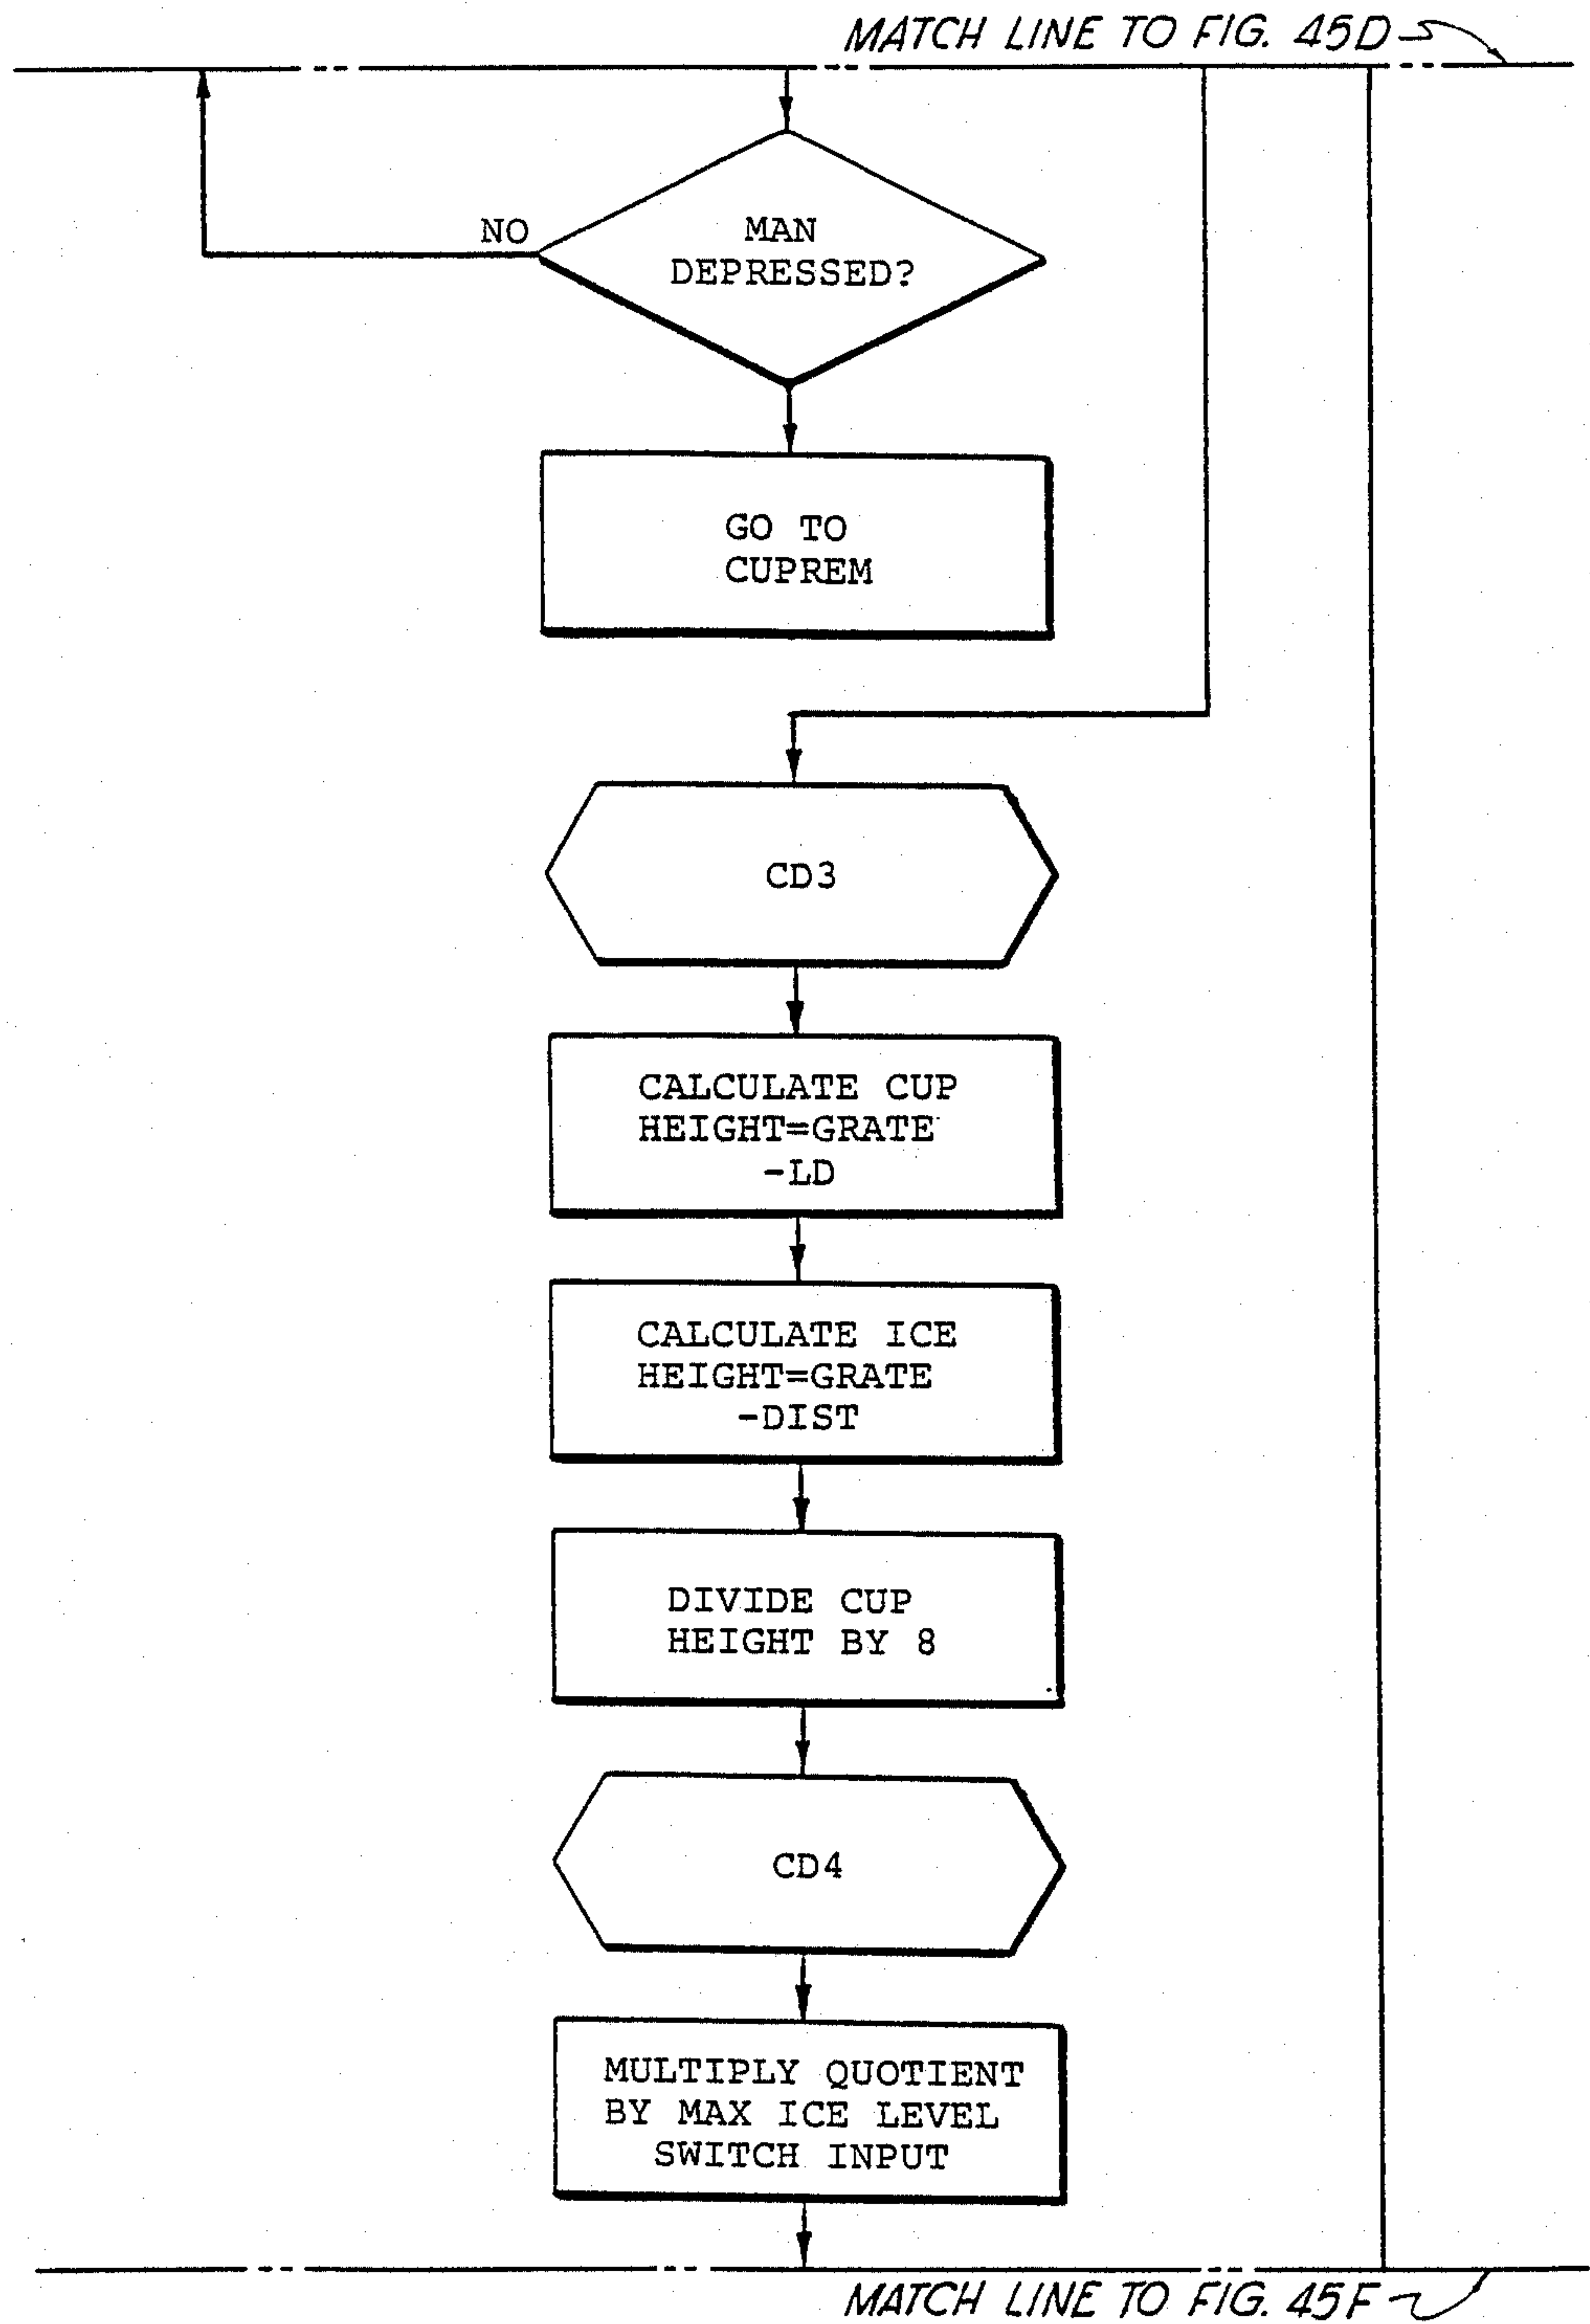 MATCH LINE TO FIG. 45D
NO
MAN
DEPRESSED?
GO TO
CUPREM
CD3
CALCULATE CUP
HEIGHT=GRATE
-LD
CALCULATE ICE
HEIGHT=GRATE
-DIST
DIVIDE CUP
HEIGHT BY 8
CD4
MULTIPLY QUOTIENT
BY MAX ICE LEVEL
SWITCH INPUT
MATCH LINE TO FIG. 45F